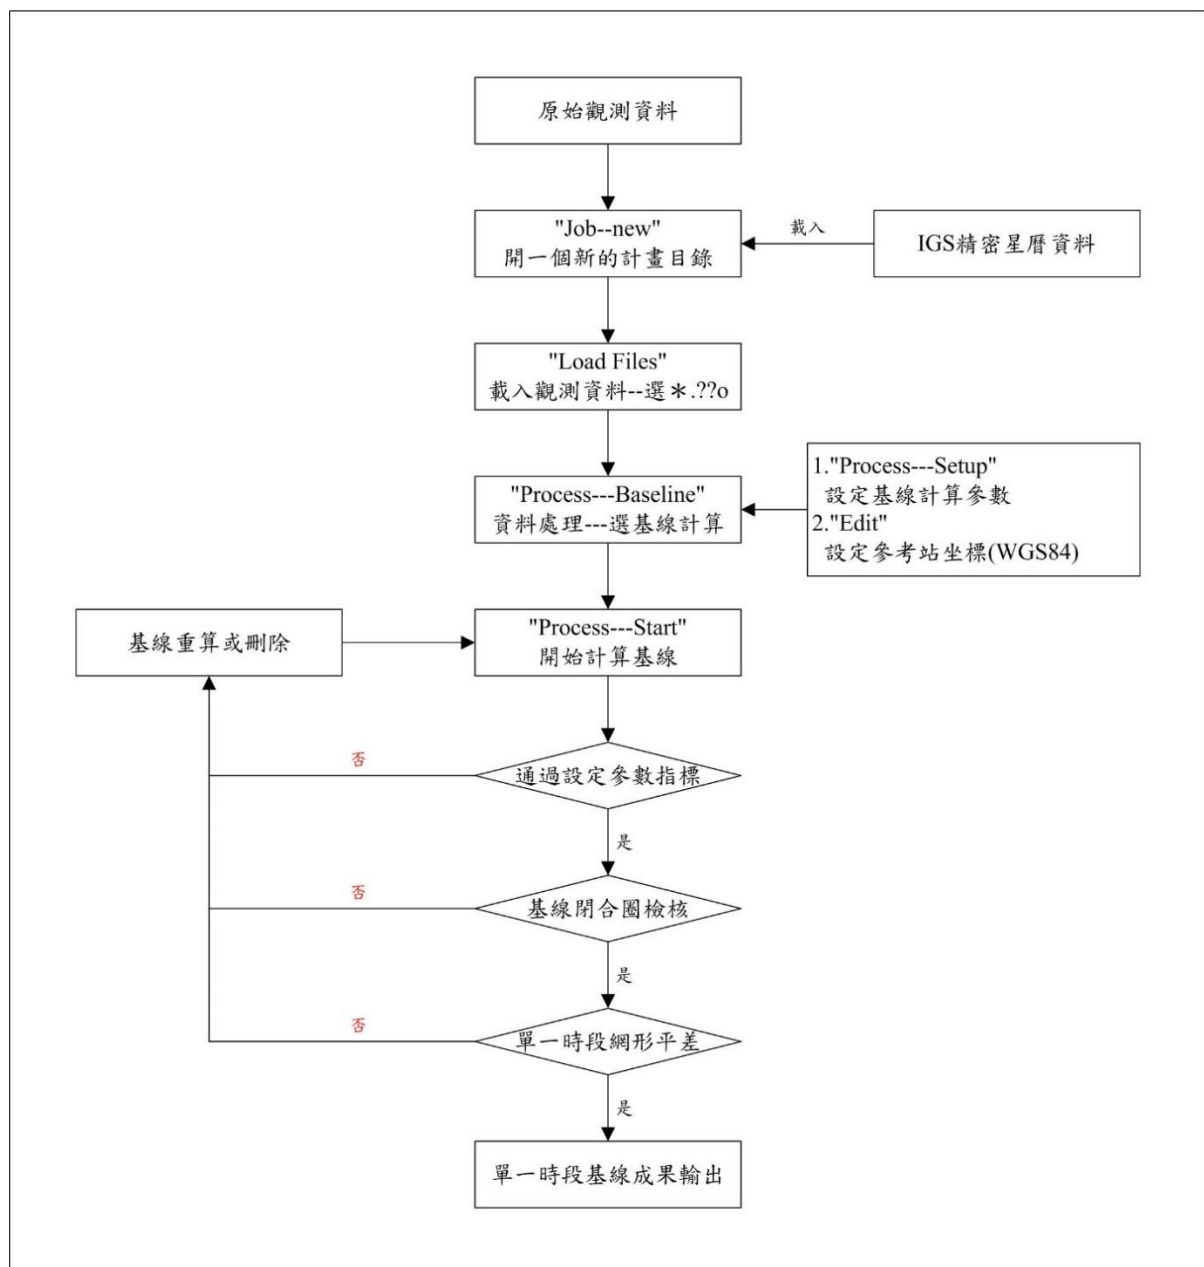 原始觀測資料
"Job--new"
開一個新的計畫目錄
載入
IGS精密星曆資料
"Load Files"
載入觀測資料--選＊.??o
"Process---Baseline"
資料處理---選基線計算
1."Process---Setup"
設定基線計算參數
2."Edit"
設定參考站坐標(WGS84)
基線重算或刪除
"Process---Start"
開始計算基線
否
通過設定參數指標
是
否
基線閉合圈檢核
是
否
單一時段網形平差
是
單一時段基線成果輸出